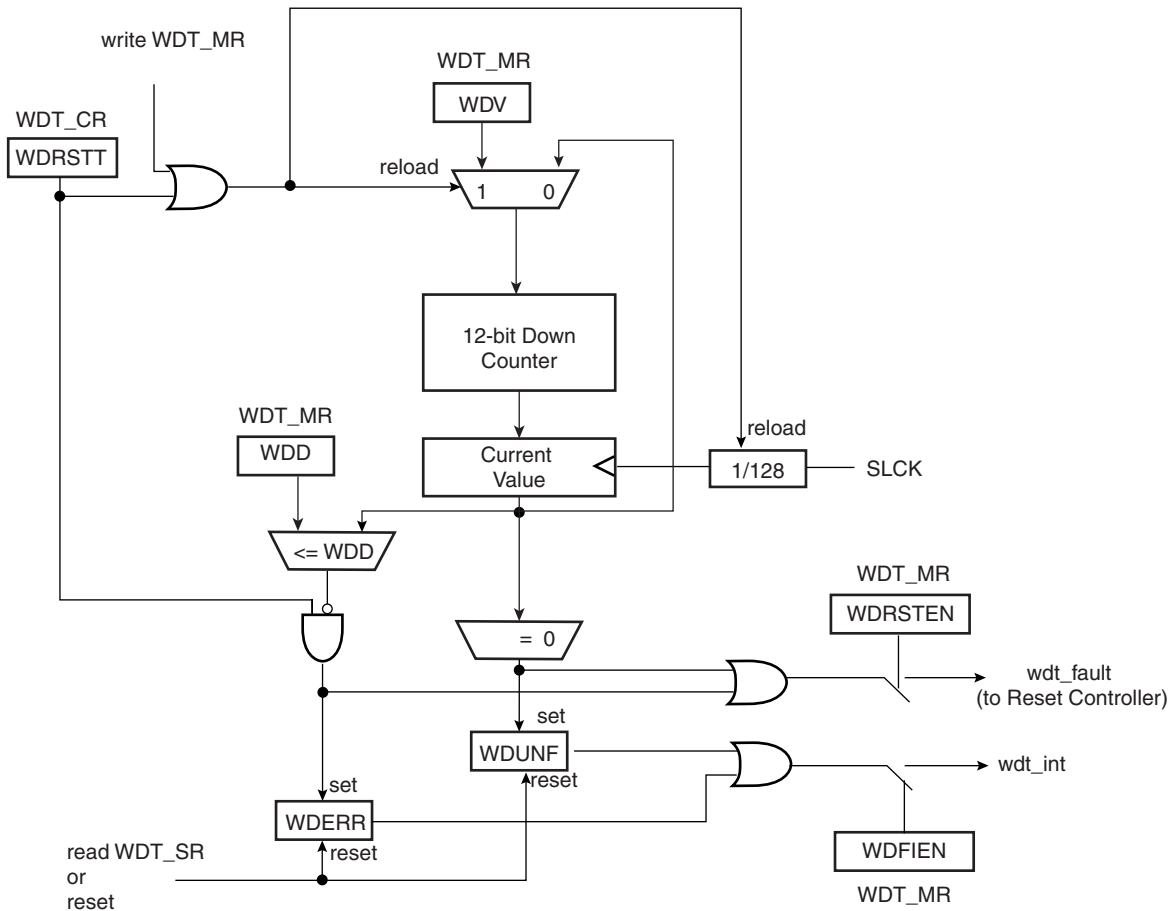 write WDT_MR
WDT_MR
WDV
WDT_CR
WDRSTT
reload
1 0
12-bit Down
Counter
WDT_MR
WDD
reload
Current
Value
1/128
SLCK
<= WDD
WDT_MR
WDRSTEN
= 0
wdt_fault
(to Reset Controller)
set
WDUNF
reset
wdt_int
set
WDERR
reset
WDFIEN
WDT_MR
read WDT_SR
or
reset